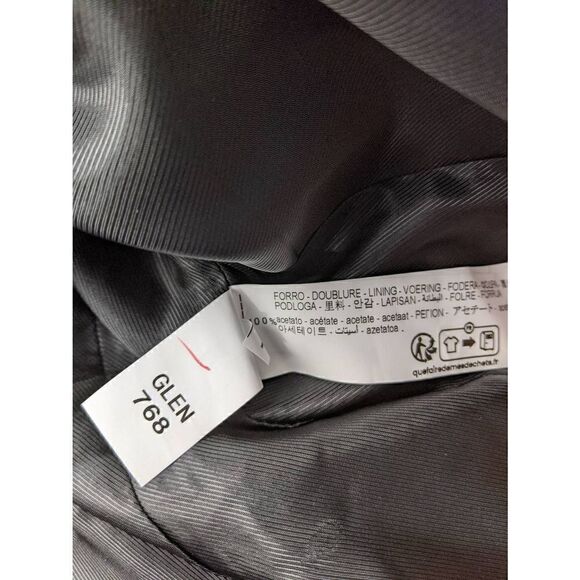 FORRO - DOUBLURE - LINING - VOERING - FODERA -
PODLOGA - 里料 - 안감 - LAPISAN - البطانة - FOLRE - FORRUA
100% acetato - acétate - acetate - acetaat - РЕГІОН - アセテート -
아세테이트 - أسيتات - azetatoa .
quefairedemesdechets.fr
GLEN
768